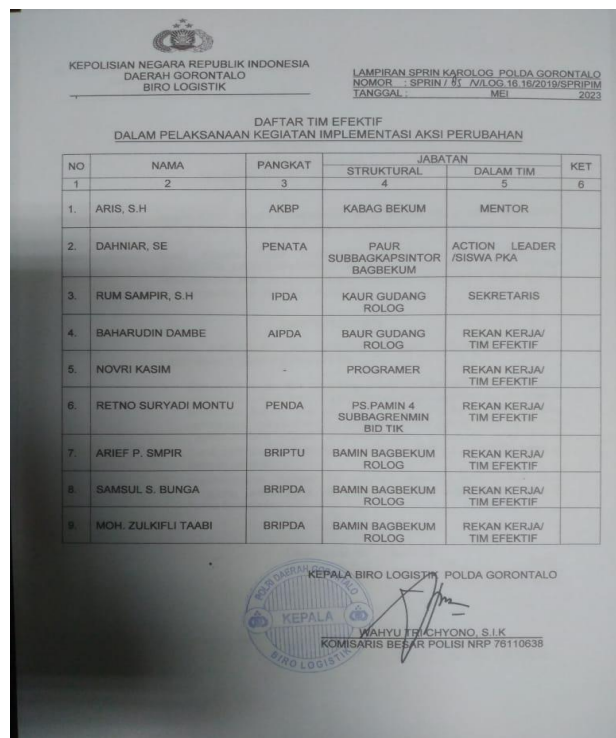 KEPOLISIAN NEGARA REPUBLIK INDONESIA
DAERAH GORONTALO
BIRO LOGISTIK
LAMPIRAN SPRIN KAROLOG POLDA GORONTALO
NOMOR : SPRIN / 85 /V/LOG.16.16/2019/SPRIPIM
TANGGAL : MEI 2023
DAFTAR TIM EFEKTIF
DALAM PELAKSANAAN KEGIATAN IMPLEMENTASI AKSI PERUBAHAN
NO NAMA PANGKAT JABATAN KET
STRUKTURAL DALAM TIM
1 2 3 4 5 6
1. ARIS, S.H AKBP KABAG BEKUM MENTOR
2. DAHNIAR, SE PENATA PAUR ACTION LEADER
SUBBAGKAPSINTOR /SISWA PKA
BAGBEKUM
3. RUM SAMPIR, S.H IPDA KAUR GUDANG SEKRETARIS
ROLOG
4. BAHARUDIN DAMBE AIPDA BAUR GUDANG REKAN KERJA/
ROLOG TIM EFEKTIF
5. NOVRI KASIM - PROGRAMER REKAN KERJA/
TIM EFEKTIF
6. RETNO SURYADI MONTU PENDA PS.PAMIN 4 REKAN KERJA/
SUBBAGRENMIN TIM EFEKTIF
BID TIK
7. ARIEF P. SMPIR BRIPTU BAMIN BAGBEKUM REKAN KERJA/
ROLOG TIM EFEKTIF
8. SAMSUL S. BUNGA BRIPDA BAMIN BAGBEKUM REKAN KERJA/
ROLOG TIM EFEKTIF
9. MOH. ZULKIFLI TAABI BRIPDA BAMIN BAGBEKUM REKAN KERJA/
ROLOG TIM EFEKTIF
KEPALA BIRO LOGISTIK POLDA GORONTALO
POLRI DAERAH GORONTALO
KEPALA
BIRO LOGISTIK
WAHYU TRI CHYONO, S.I.K
KOMISARIS BESAR POLISI NRP 76110638